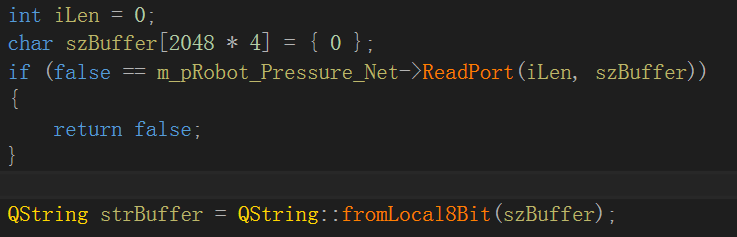 int iLen = 0;
char szBuffer[2048 * 4] = { 0 };
if (false == m_pRobot_Pressure_Net->ReadPort(iLen, szBuffer))
{
    return false;
}
QString strBuffer = QString::fromLocal8Bit(szBuffer);